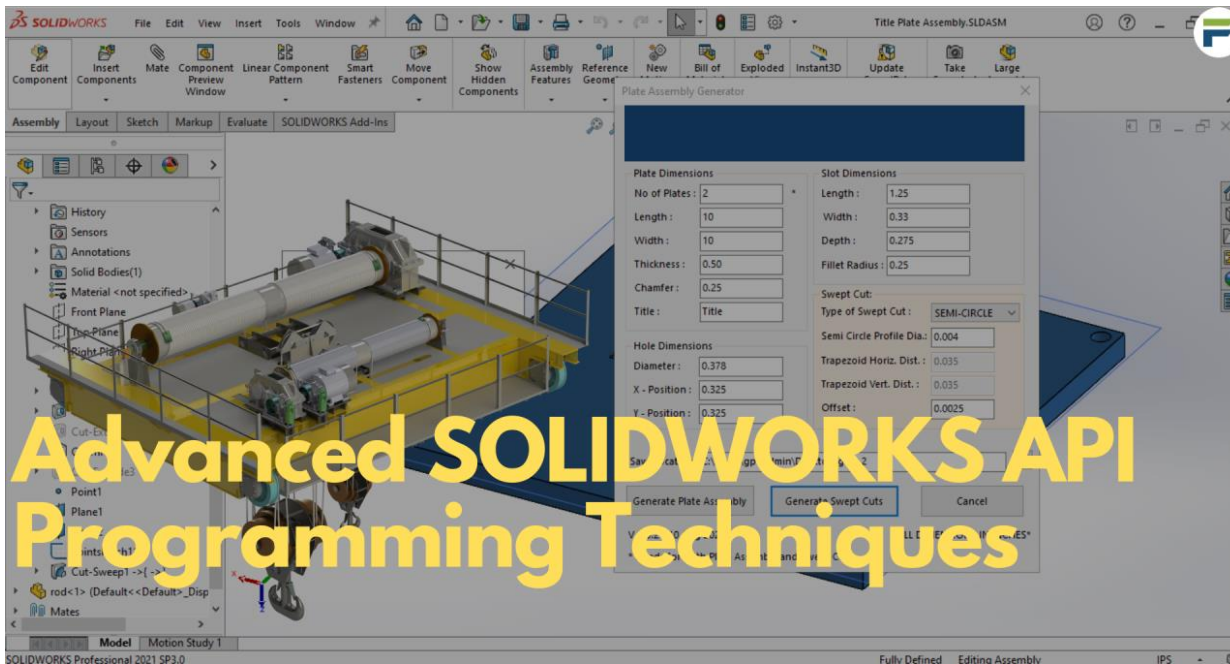 SOLIDWORKS File Edit View Insert Tools Window
Title Plate Assembly.SLDASM
Edit Component
Insert Components
Mate
Component Preview Window
Linear Component Pattern
Smart Fasteners
Move Component
Show Hidden Components
Assembly Features
Reference
New
Bill of
Exploded
Instant3D
Update
Take
Large
Assembly Layout Sketch Markup Evaluate SOLIDWORKS Add-Ins
Plate Assembly Generator
History
Sensors
Annotations
Solid Bodies(1)
Material <not specified>
Front Plane
Top Plane
Right Plane
Point1
Plane1
Cut-Sweep1 ->{ ->}
rod<1> (Default<<Default>_Disp
Mates
Plate Dimensions
No of Plates : 2 *
Length : 10
Width : 10
Thickness : 0.50
Chamfer : 0.25
Title : Title
Hole Dimensions
Diameter : 0.378
X - Position : 0.325
Y - Position : 0.325
Slot Dimensions
Length : 1.25
Width : 0.33
Depth : 0.275
Fillet Radius : 0.25
Swept Cut:
Type of Swept Cut : SEMI-CIRCLE
Semi Circle Profile Dia.: 0.004
Trapezoid Horiz. Dist. : 0.035
Trapezoid Vert. Dist. : 0.035
Offset : 0.0025
Generate Plate Assembly Generate Swept Cuts Cancel
Advanced SOLIDWORKS API
Programming Techniques
Model Motion Study 1
SOLIDWORKS Professional 2021 SP3.0
Fully Defined Editing Assembly IPS